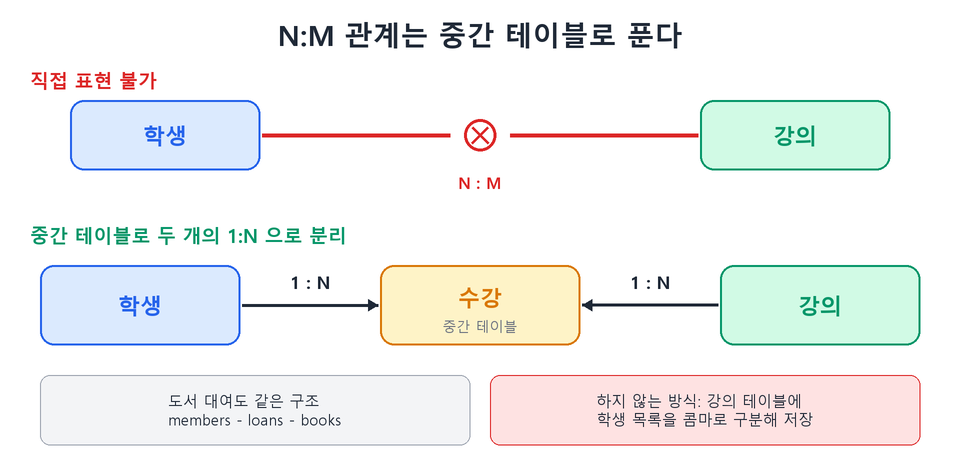 N:M 관계는 중간 테이블로 푼다
직접 표현 불가
학생
강의
N : M
중간 테이블로 두 개의 1:N 으로 분리
학생
1 : N
수강
중간 테이블
1 : N
강의
도서 대여도 같은 구조
members - loans - books
하지 않는 방식: 강의 테이블에
학생 목록을 콤마로 구분해 저장